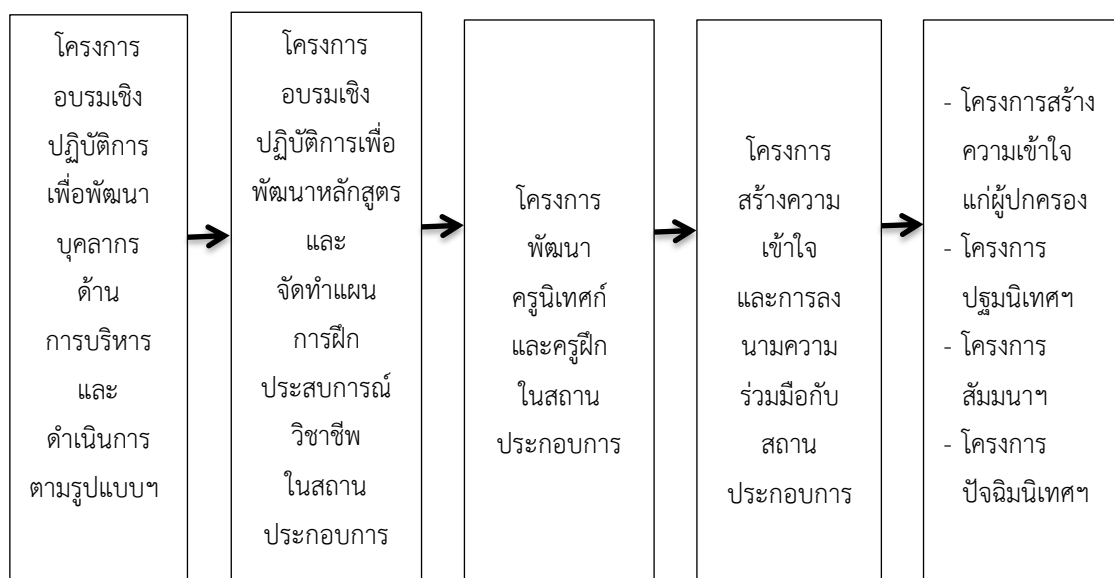 โครงการ
อบรมเชิง
ปฏิบัติการ
เพื่อพัฒนา
บุคลากร
ด้าน
การบริหาร
และ
ดำเนินการ
ตามรูปแบบฯ
โครงการ
อบรมเชิง
ปฏิบัติการเพื่อ
พัฒนาหลักสูตร
และ
จัดทำแผน
การฝึก
ประสบการณ์
วิชาชีพ
ในสถาน
ประกอบการ
โครงการ
พัฒนา
ครูนิเทศก์
และครูฝึก
ในสถาน
ประกอบการ
โครงการ
สร้างความ
เข้าใจ
และการลง
นามความ
ร่วมมือกับ
สถาน
ประกอบการ
- โครงการสร้าง
ความเข้าใจ
แก่ผู้ปกครอง
- โครงการ
ปฐมนิเทศฯ
- โครงการ
สัมมนาฯ
- โครงการ
ปัจฉิมนิเทศฯ